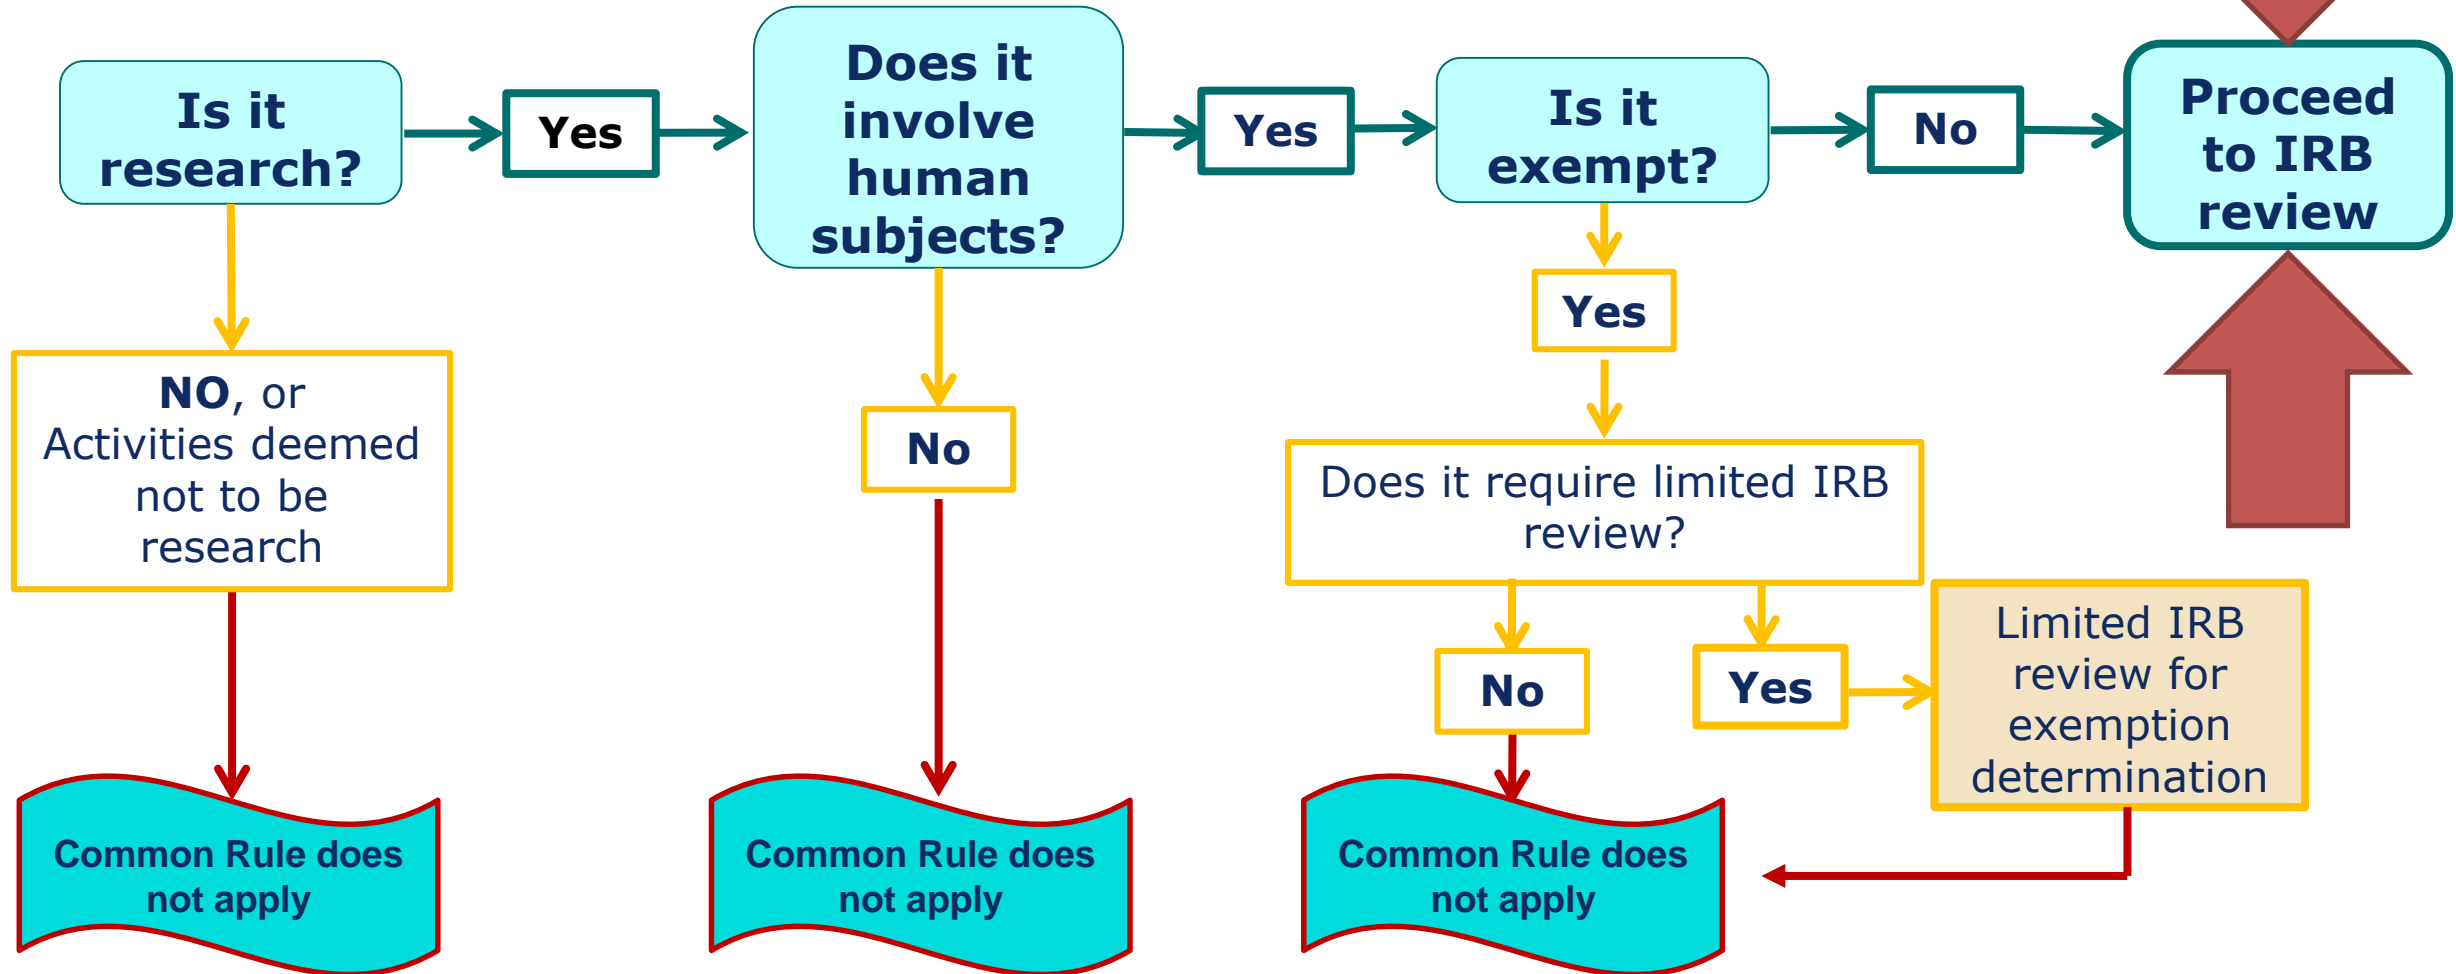 Is it
research?
Yes
Does it
involve
human
subjects?
Yes
Is it
exempt?
No
Proceed
to IRB
review
NO, or
Activities deemed
not to be
research
No
Yes
Does it require limited IRB
review?
No
Yes
Limited IRB
review for
exemption
determination
Common Rule does
not apply
Common Rule does
not apply
Common Rule does
not apply